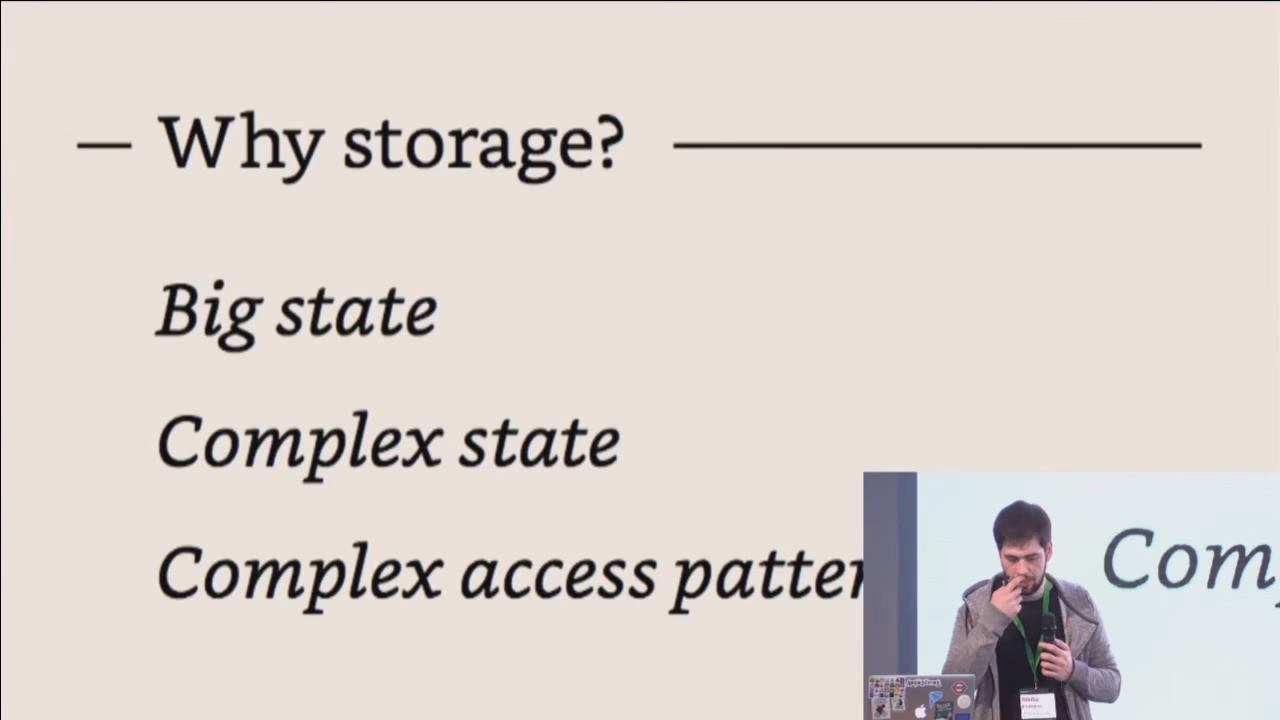 Why storage?
Big state
Complex state
Complex access patter
Com